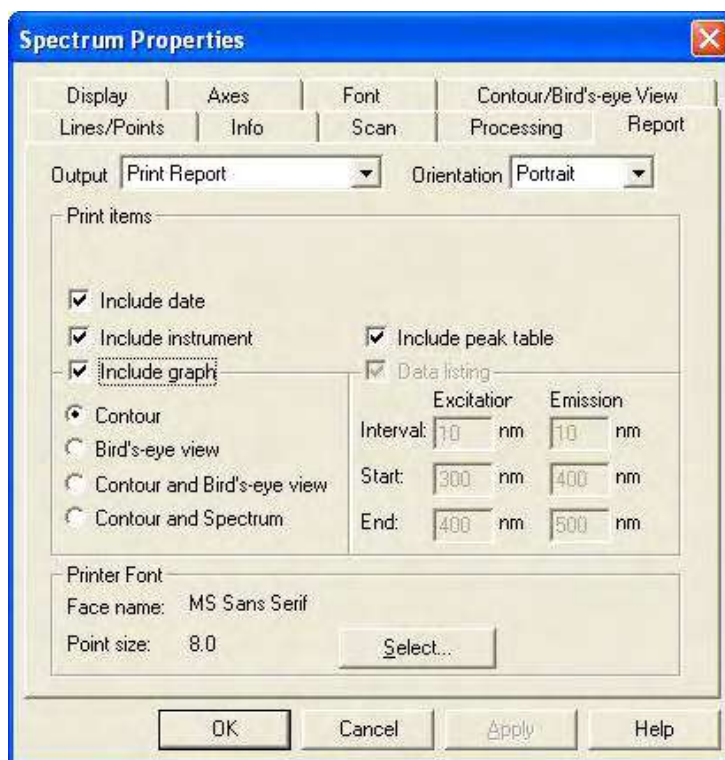 Spectrum Properties
Display Axes Font Contour/Bird's-eye View
Lines/Points Info Scan Processing Report
Output Print Report Orientation Portrait
Print items
Include date
Include instrument Include peak table
Include graph Data listing
Excitation Emission
Contour
Interval: 10 nm 10 nm
Bird's-eye view
Start: 300 nm 400 nm
Contour and Bird's-eye view
End: 400 nm 500 nm
Contour and Spectrum
Printer Font
Face name: MS Sans Serif
Point size: 8.0 Select...
OK Cancel Apply Help